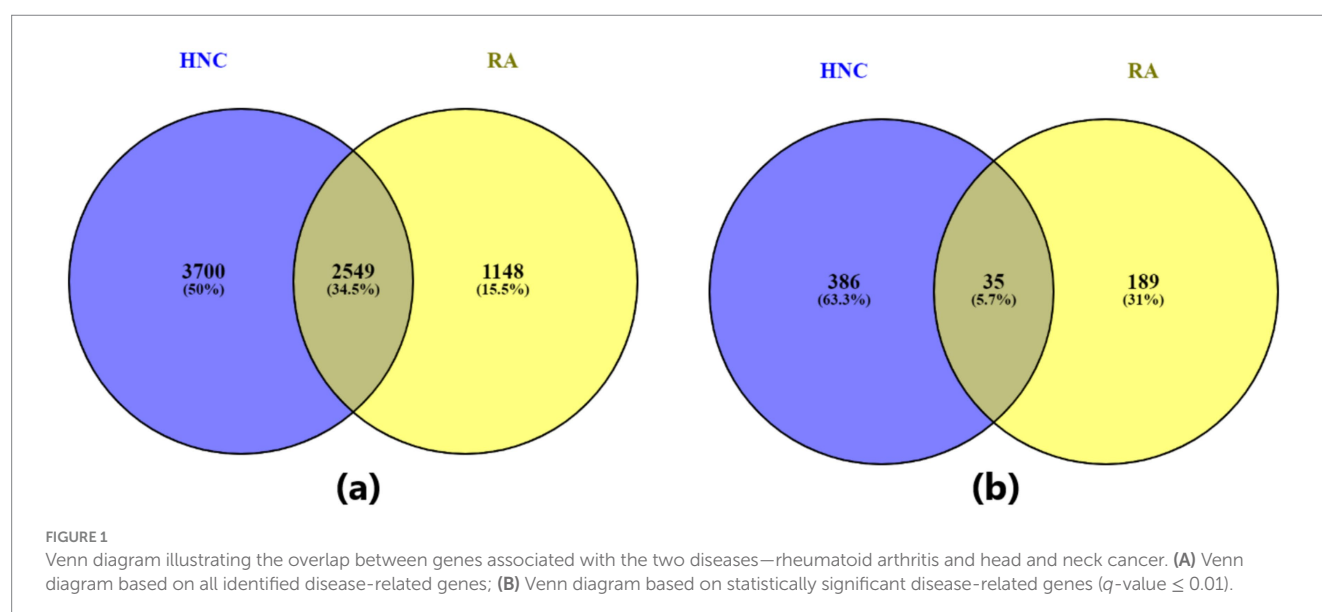 HNC
RA
3700
(50%)
2549
(34.5%)
1148
(15.5%)
(a)
HNC
RA
386
(63.3%)
35
(5.7%)
189
(31%)
(b)
FIGURE 1
Venn diagram illustrating the overlap between genes associated with the two diseases—rheumatoid arthritis and head and neck cancer. (A) Venn
diagram based on all identified disease-related genes; (B) Venn diagram based on statistically significant disease-related genes (q-value ≤ 0.01).